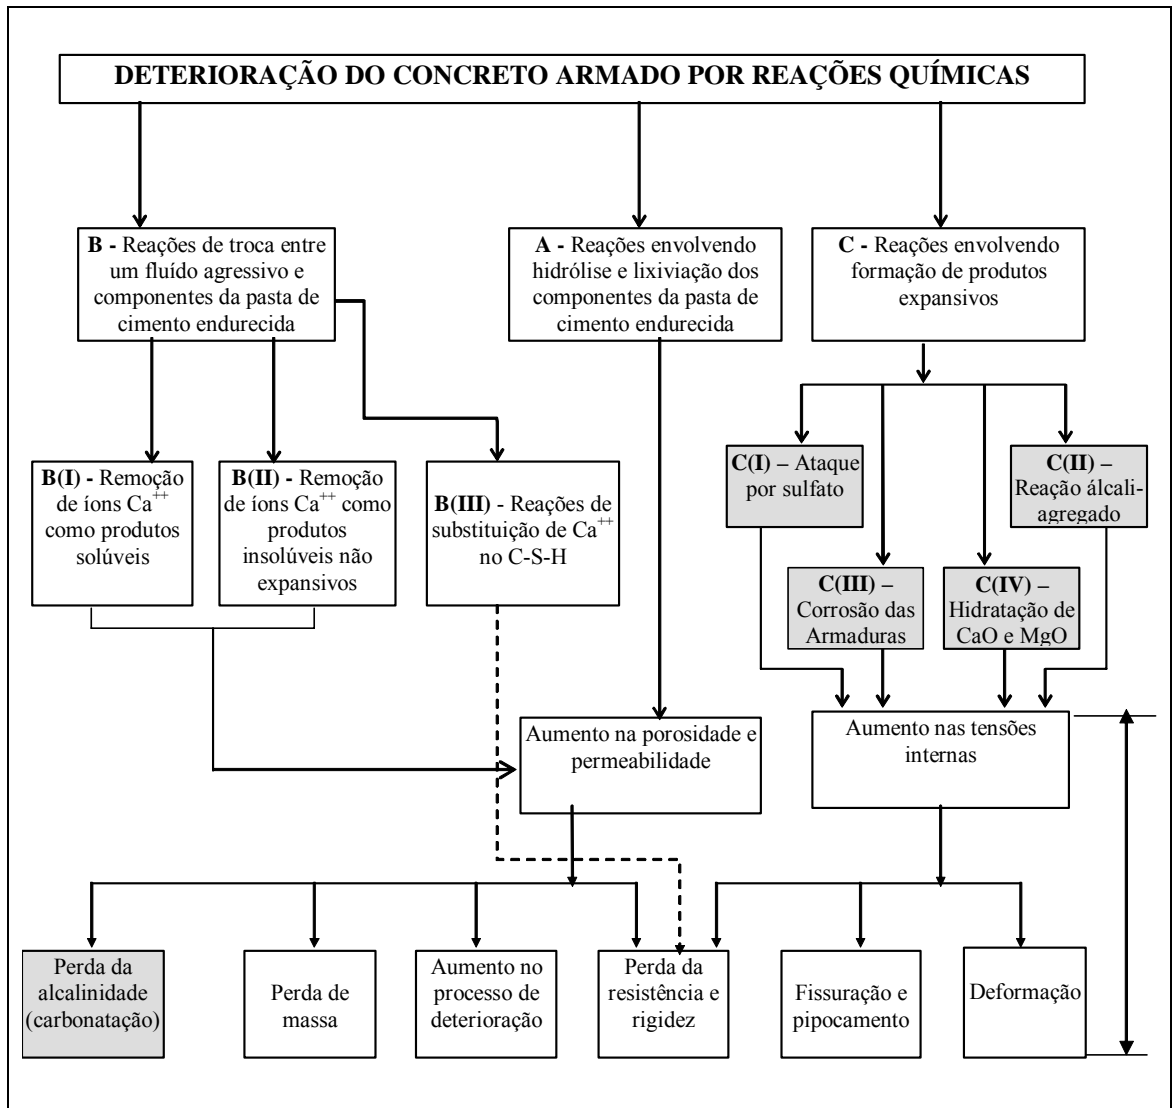 DETERIORAÇÃO DO CONCRETO ARMADO POR REAÇÕES QUÍMICAS
B - Reações de troca entre
um fluído agressivo e
componentes da pasta de
cimento endurecida
A - Reações envolvendo
hidrólise e lixiviação dos
componentes da pasta de
cimento endurecida
C - Reações envolvendo
formação de produtos
expansivos
B(I) - Remoção
de íons Ca++
como produtos
solúveis
B(II) - Remoção
de íons Ca++ como
produtos
insolúveis não
expansivos
B(III) - Reações de
substituição de Ca++
no C-S-H
C(I) – Ataque
por sulfato
C(II) –
Reação álcali-
agregado
C(III) –
Corrosão das
Armaduras
C(IV) –
Hidratação de
CaO e MgO
Aumento na porosidade e
permeabilidade
Aumento nas tensões
internas
Perda da
alcalinidade
(carbonatação)
Perda de
massa
Aumento no
processo de
deterioração
Perda da
resistência e
rigidez
Fissuração e
pipocamento
Deformação